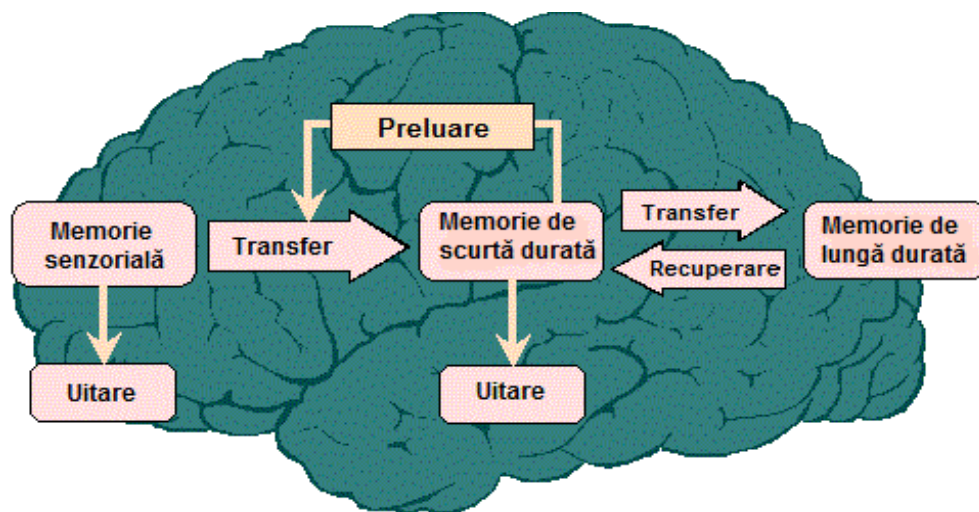 Preluare
Memorie
senzorială
Transfer
Memorie de
scurtă durată
Transfer
Recuperare
Memorie de
lungă durată
Uitare
Uitare